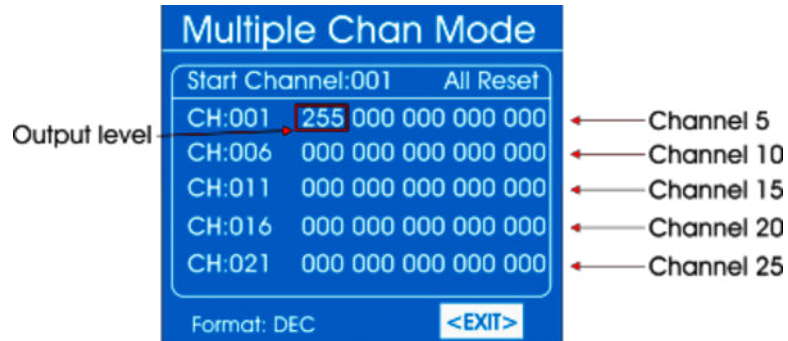 Multiple Chan Mode
Start Channel:001 All Reset
CH:001 255 000 000 000 000
Channel 5
Output level
CH:006 000 000 000 000 000
Channel 10
CH:011 000 000 000 000 000
Channel 15
CH:016 000 000 000 000 000
Channel 20
CH:021 000 000 000 000 000
Channel 25
Format: DEC
<EXIT>